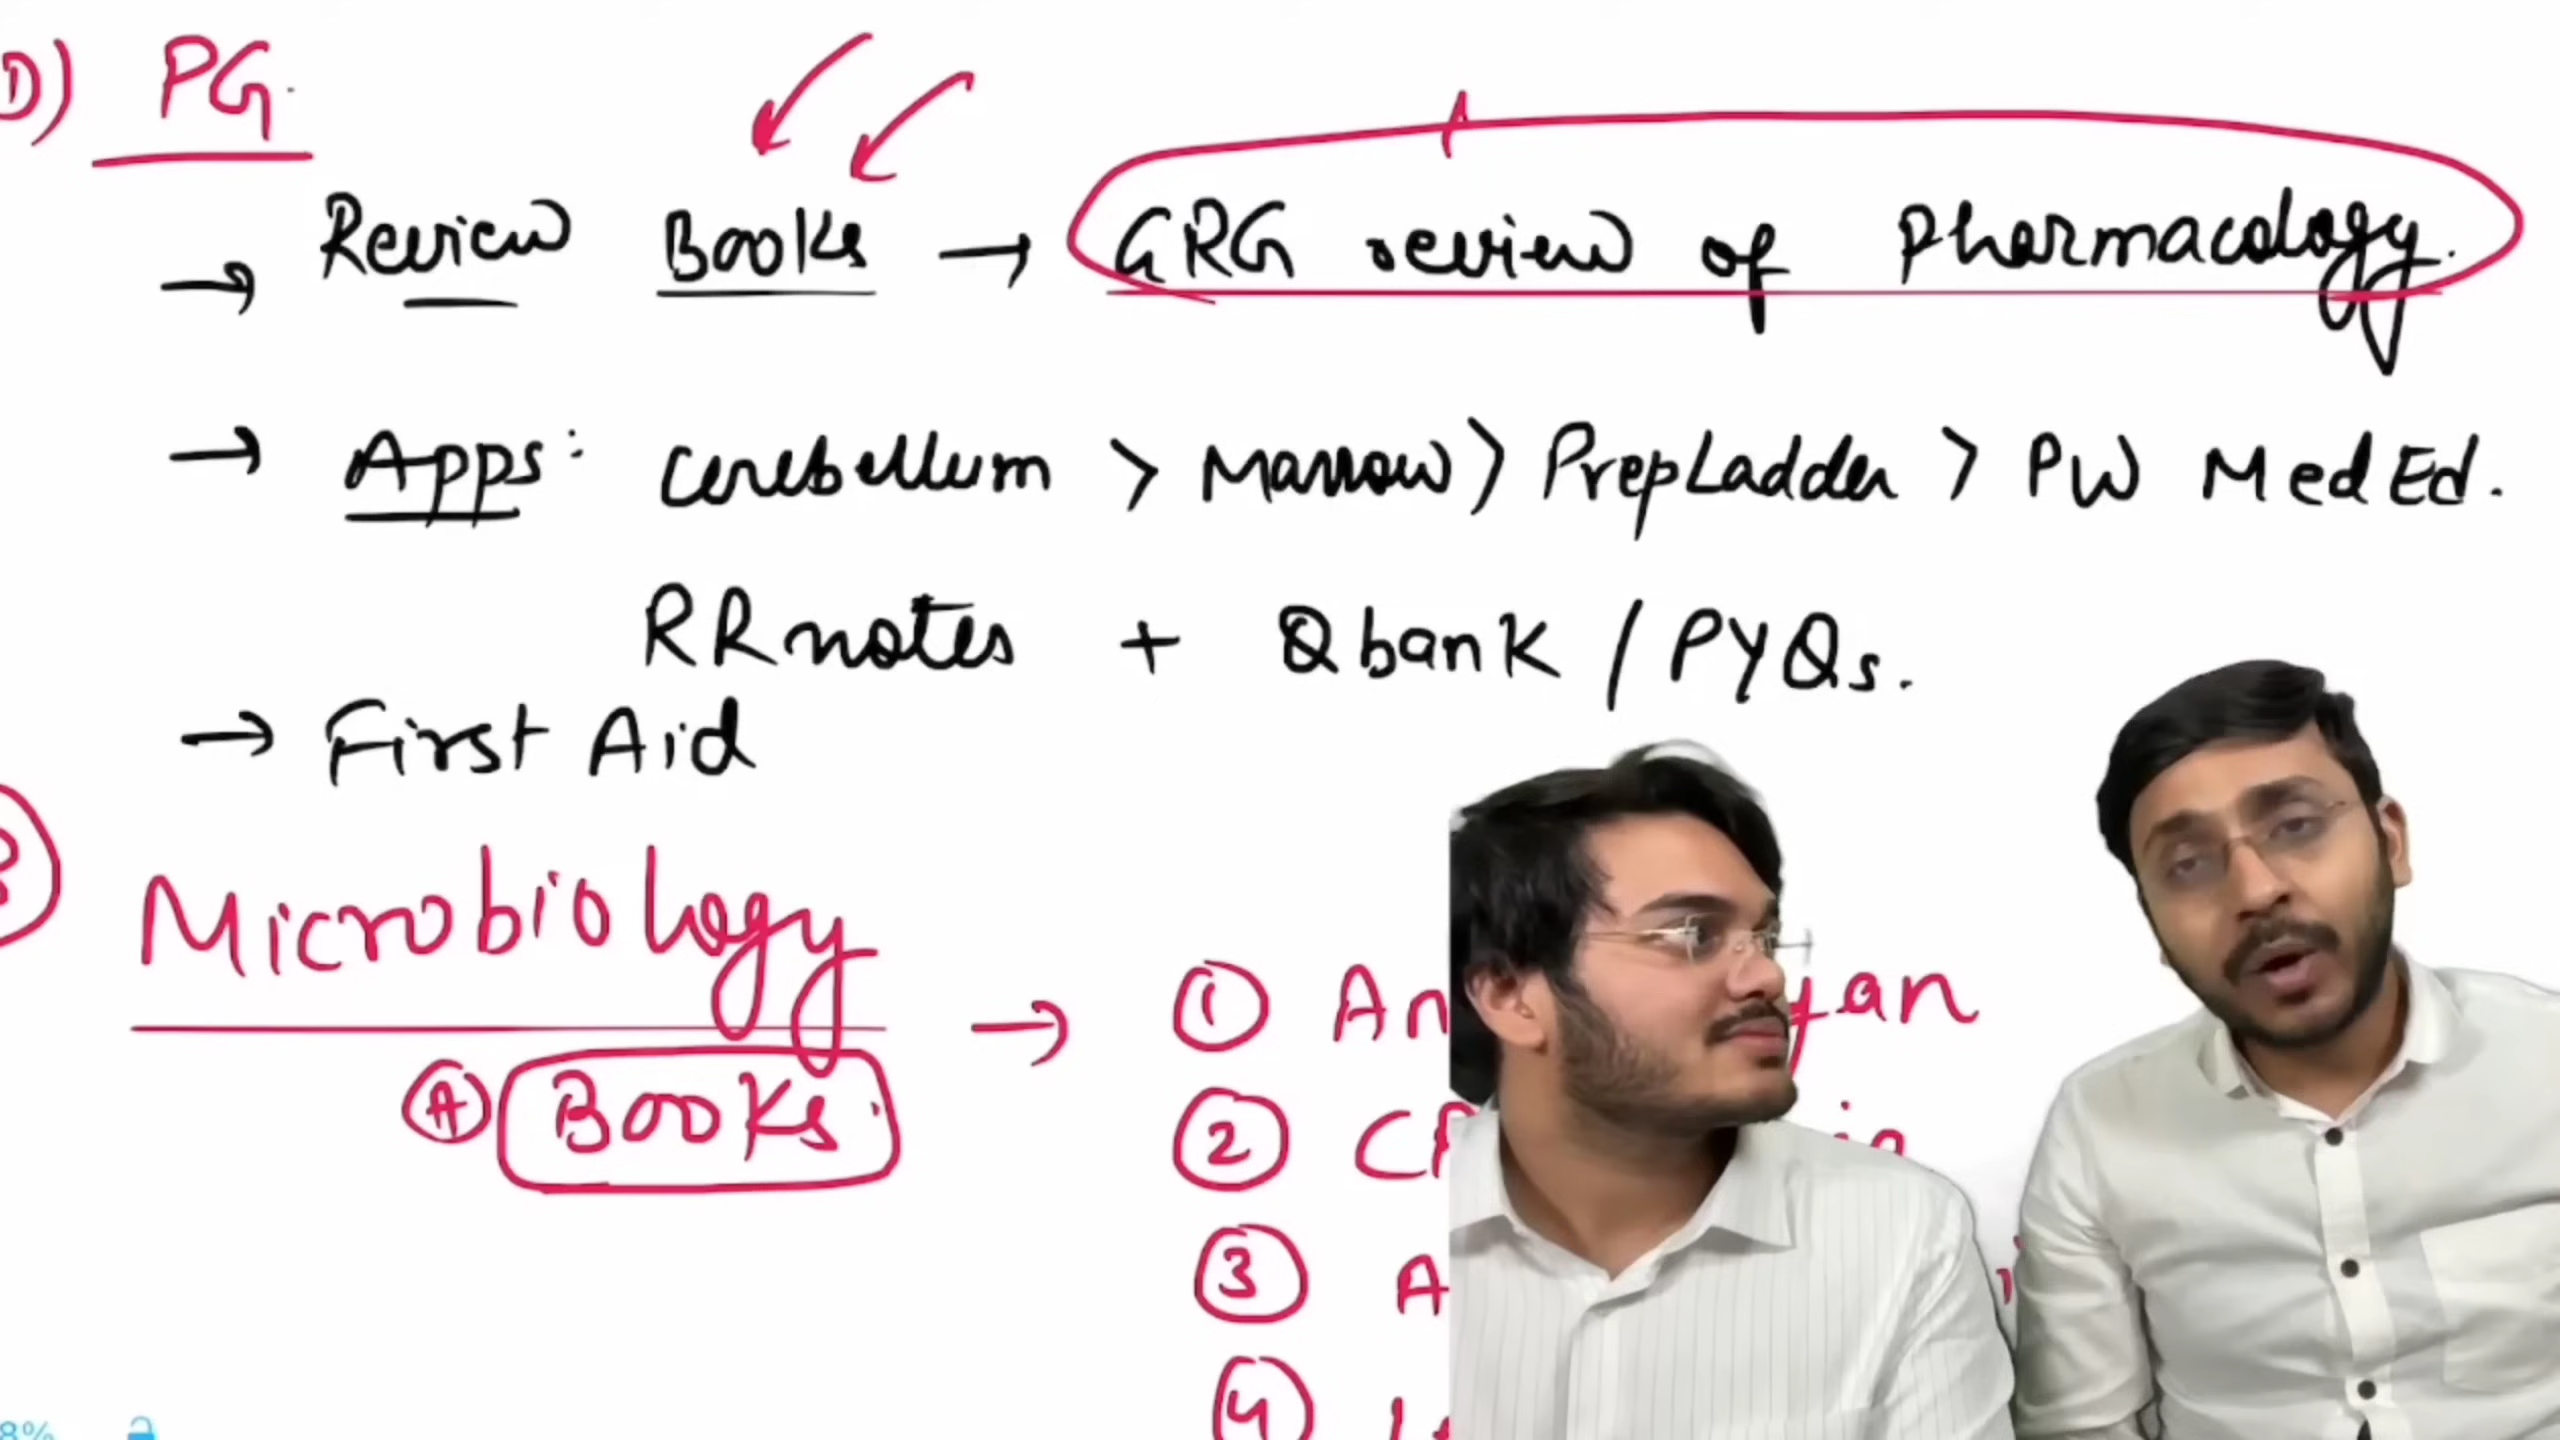 D) PG.
→ Review Books → GRG review of Pharmacology.
→ Apps: Cerebellum > Marrow > PrepLadder > PW MedEd.
RR notes + Qbank / PYQs.
→ First Aid
Microbiology
Ⓐ Books. → ①
②
③
④
8%